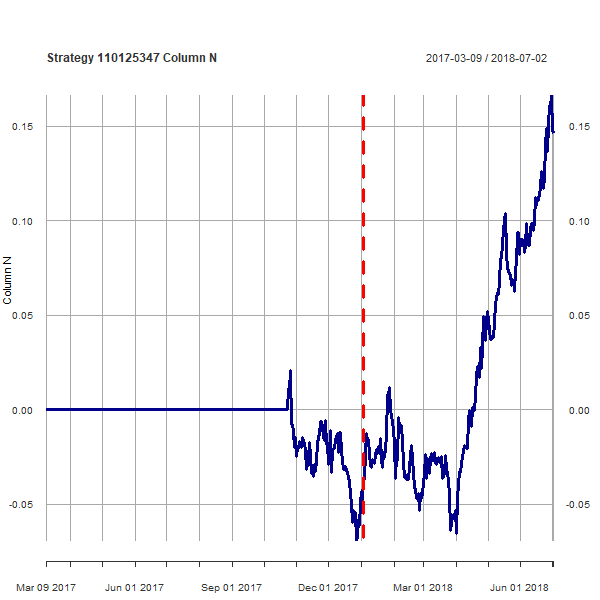 Strategy 110125347 Column N
2017-03-09 / 2018-07-02
0.15
0.15
0.10
0.10
Column N
0.05
0.05
0.00
0.00
-0.05
-0.05
Mar 09 2017
Jun 01 2017
Sep 01 2017
Dec 01 2017
Mar 01 2018
Jun 01 2018